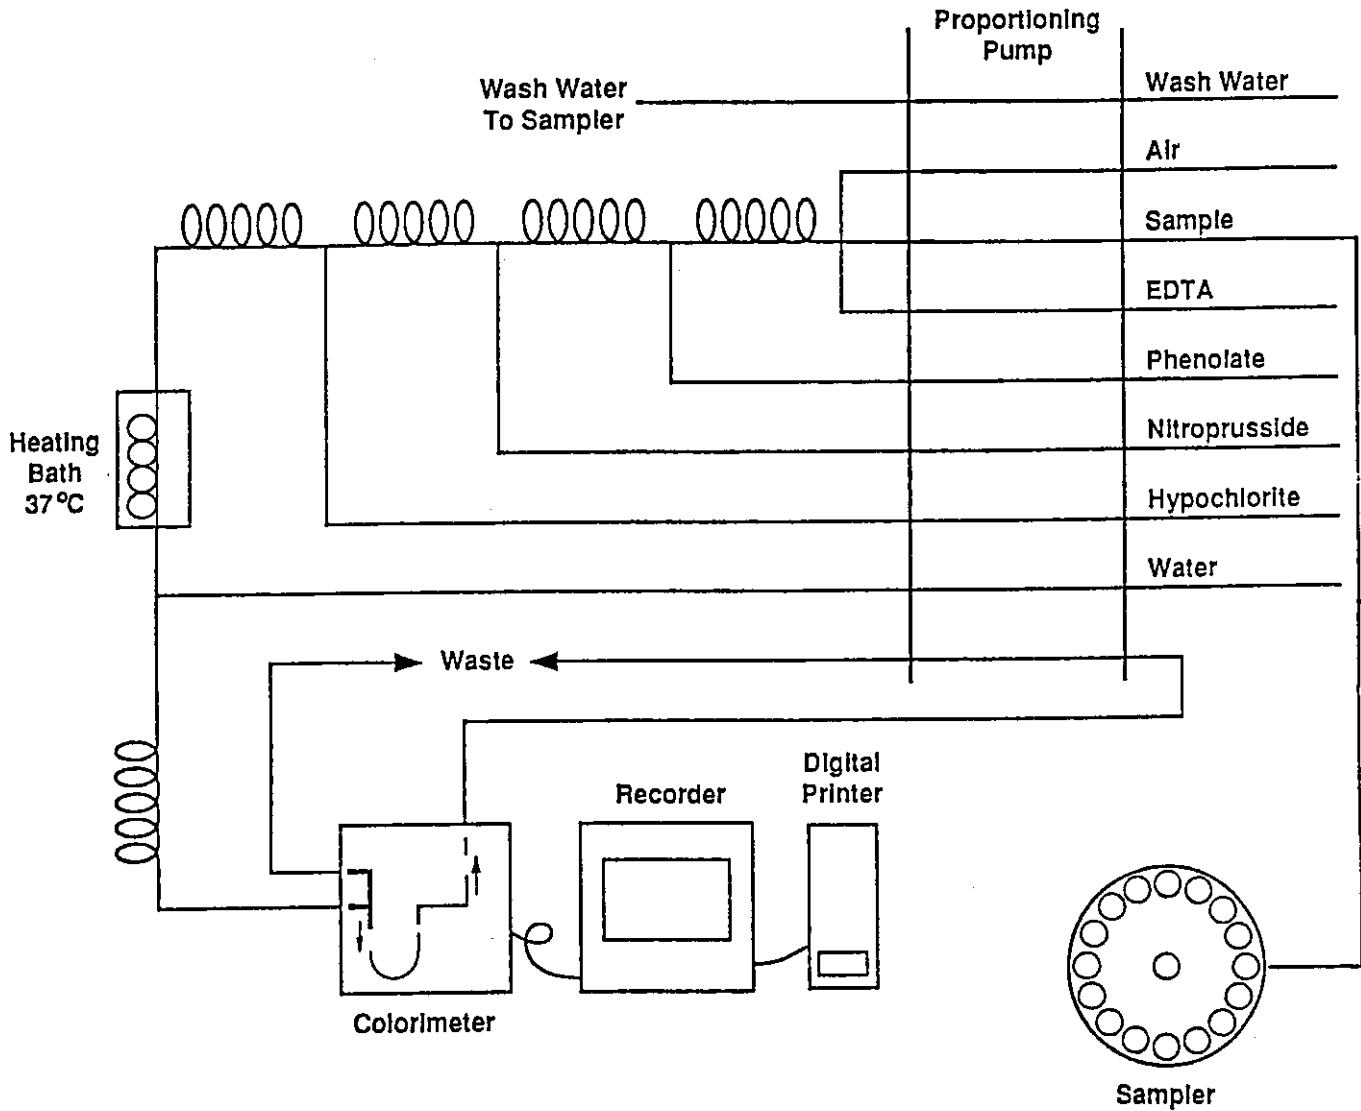 Proportioning
Pump
Wash Water
To Sampler
Wash Water
Air
Sample
EDTA
Phenolate
Nitroprusside
Hypochlorite
Water
Heating
Bath
37°C
Waste
Recorder
Digital
Printer
Colorimeter
Sampler